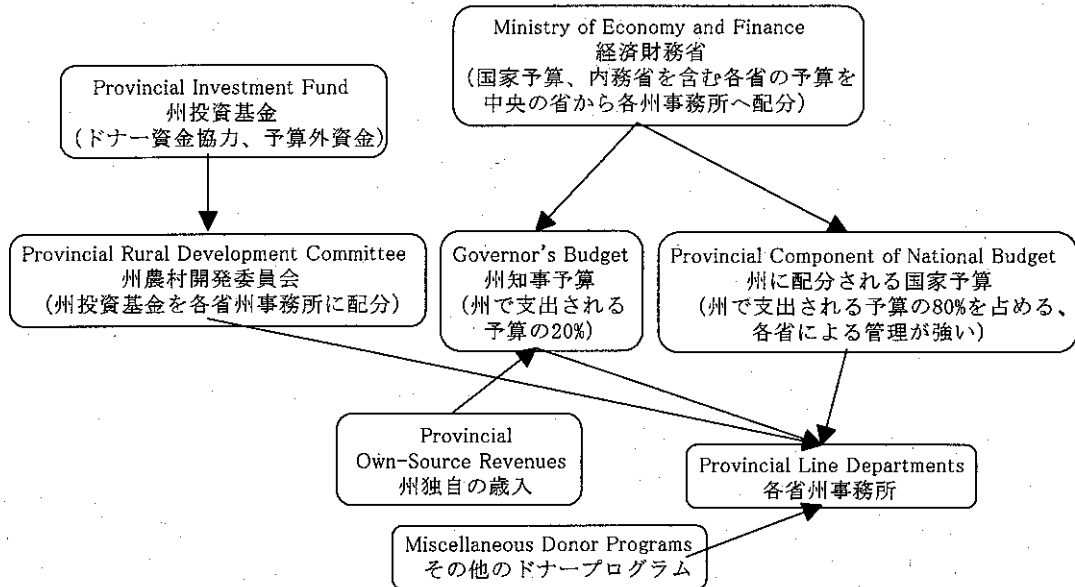 Ministry of Economy and Finance
経済財務省
(国家予算、内務省を含む各省の予算を
中央の省から各州事務所へ配分)
Provincial Investment Fund
州投資基金
(ドナー資金協力、予算外資金)
Provincial Rural Development Committee
州農村開発委員会
(州投資基金を各省州事務所に配分)
Governor's Budget
州知事予算
(州で支出される
予算の20%)
Provincial Component of National Budget
州に配分される国家予算
(州で支出される予算の80%を占める、
各省による管理が強い)
Provincial
Own-Source Revenues
州独自の歳入
Provincial Line Departments
各省州事務所
Miscellaneous Donor Programs
その他のドナープログラム